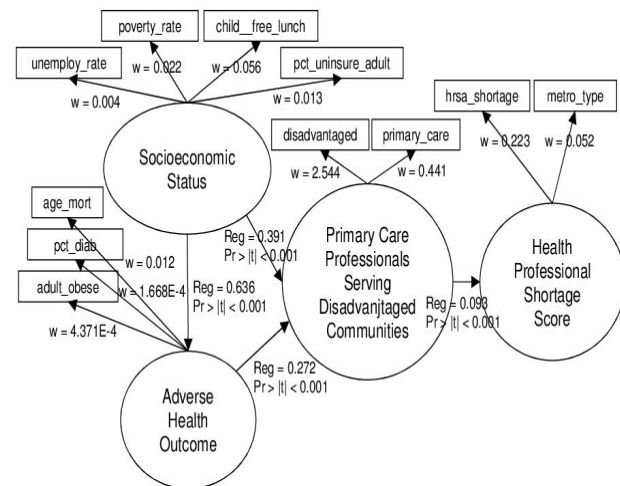 poverty_rate
child__free_lunch
unemploy_rate
pct_uninsure_adult
w = 0.022
w = 0.056
w = 0.004
w = 0.013
hrsa_shortage
metro_type
disadvantaged
primary_care
w = 0.223
w = 0.052
Socioeconomic
Status
w = 2.544
w = 0.441
age_mort
pct_diab
adult_obese
w = 0.012
w = 1.668E-4
w = 4.371E-4
Reg = 0.391
Pr > |t| < 0.001
Reg = 0.636
Pr > |t| < 0.001
Primary Care
Professionals
Serving
Disadvanjtaged
Communities
Health
Professional
Shortage
Score
Reg = 0.093
Pr > |t| < 0.001
Reg = 0.272
Pr > |t| < 0.001
Adverse
Health
Outcome